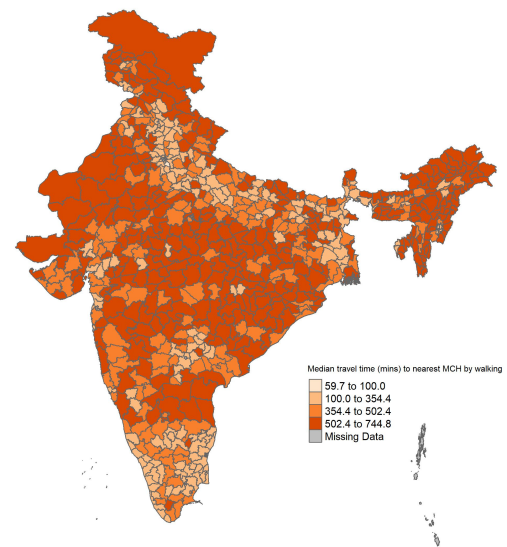 Median travel time (mins) to nearest MCH by walking
59.7 to 100.0
100.0 to 354.4
354.4 to 502.4
502.4 to 744.8
Missing Data